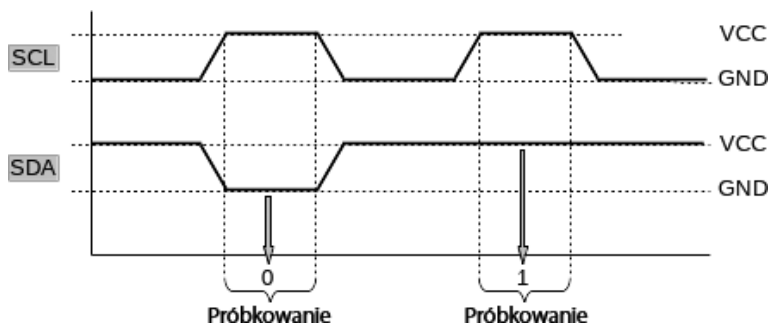 VCC
SCL
GND
VCC
SDA
GND
0 1
Próbkowanie Próbkowanie